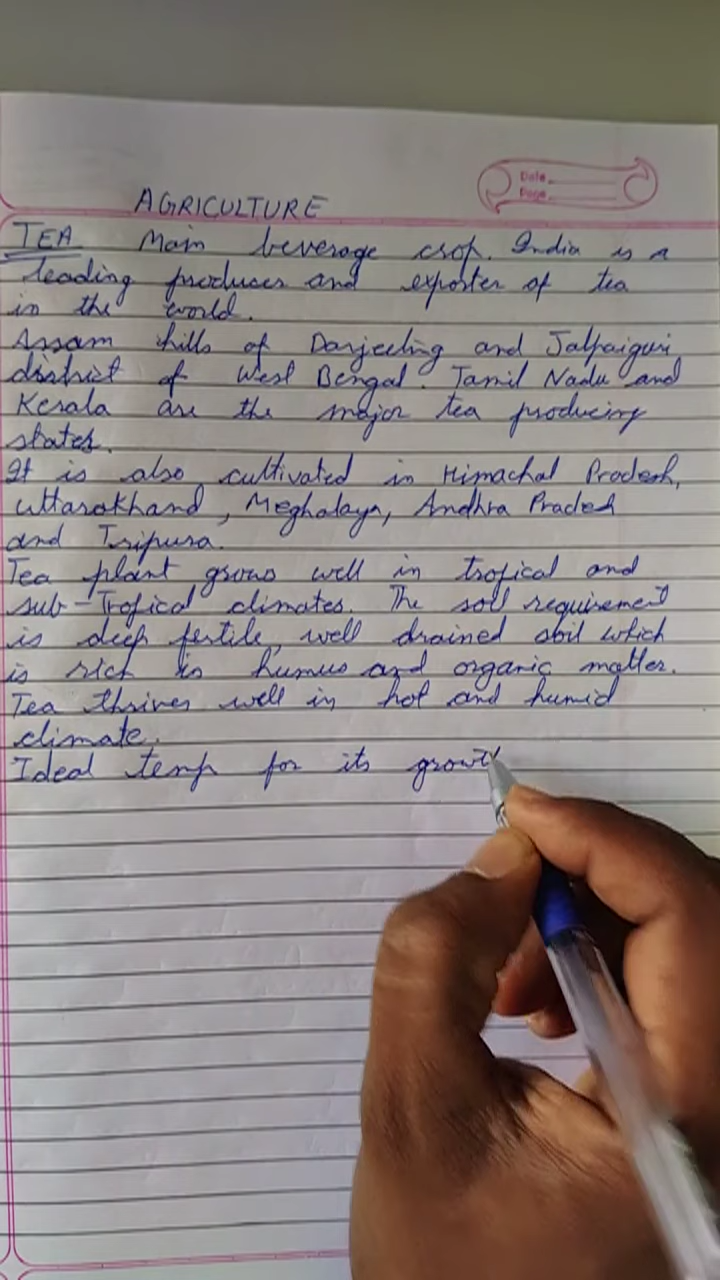 Date
Page
AGRICULTURE
TEA Main beverage crop. India is a
leading producer and exporter of tea
in the world.
Assam hills of Darjeeling and Jalpaiguri
district of West Bengal. Tamil Nadu and
Kerala are the major tea producing
states.
It is also cultivated in Himachal Pradesh,
Uttarakhand, Meghalaya, Andhra Pradesh
and Tripura.
Tea plant grows well in tropical and
sub-Tropical climates. The soil requirement
is deep fertile, well drained soil which
is rich in humus and organic matter.
Tea thrives well in hot and humid
climate.
Ideal temp for its growth